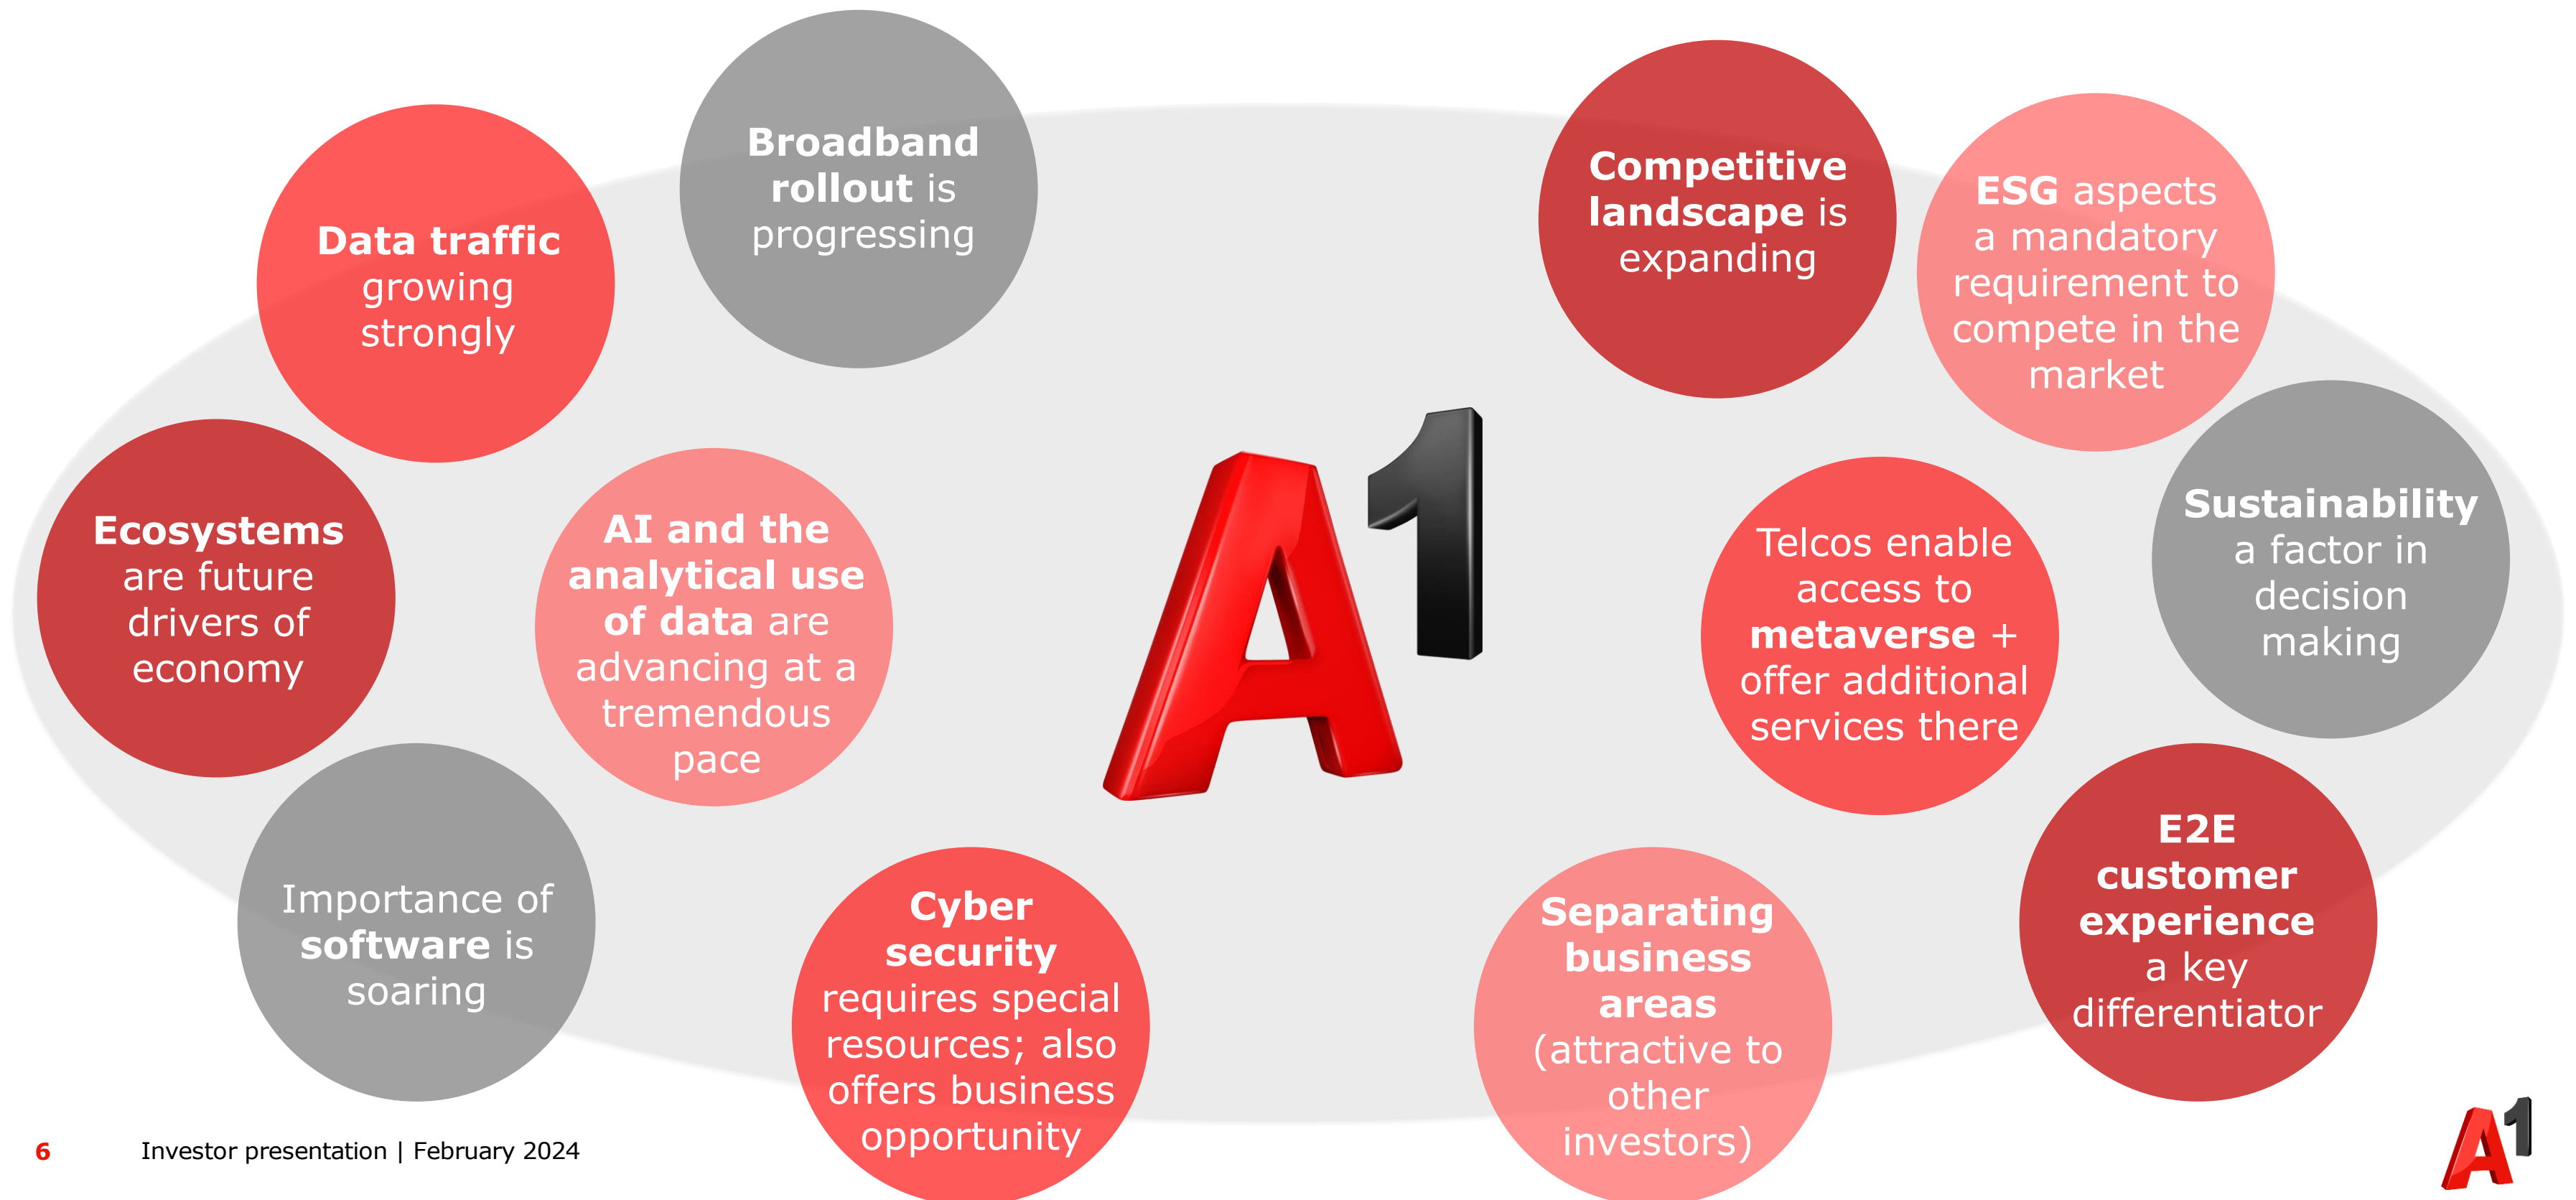 Broadband
rollout is
progressing
Data traffic
growing
strongly
Ecosystems
are future
drivers of
economy
AI and the
analytical use
of data are
advancing at a
tremendous
pace
Importance of
software is
soaring
Cyber
security
requires special
resources; also
offers business
opportunity
A1
Competitive
landscape is
expanding
ESG aspects
a mandatory
requirement to
compete in the
market
Telcos enable
access to
metaverse +
offer additional
services there
Sustainability
a factor in
decision
making
E2E
customer
experience
a key
differentiator
Separating
business
areas
(attractive to
other
investors)
6
Investor presentation | February 2024
A1